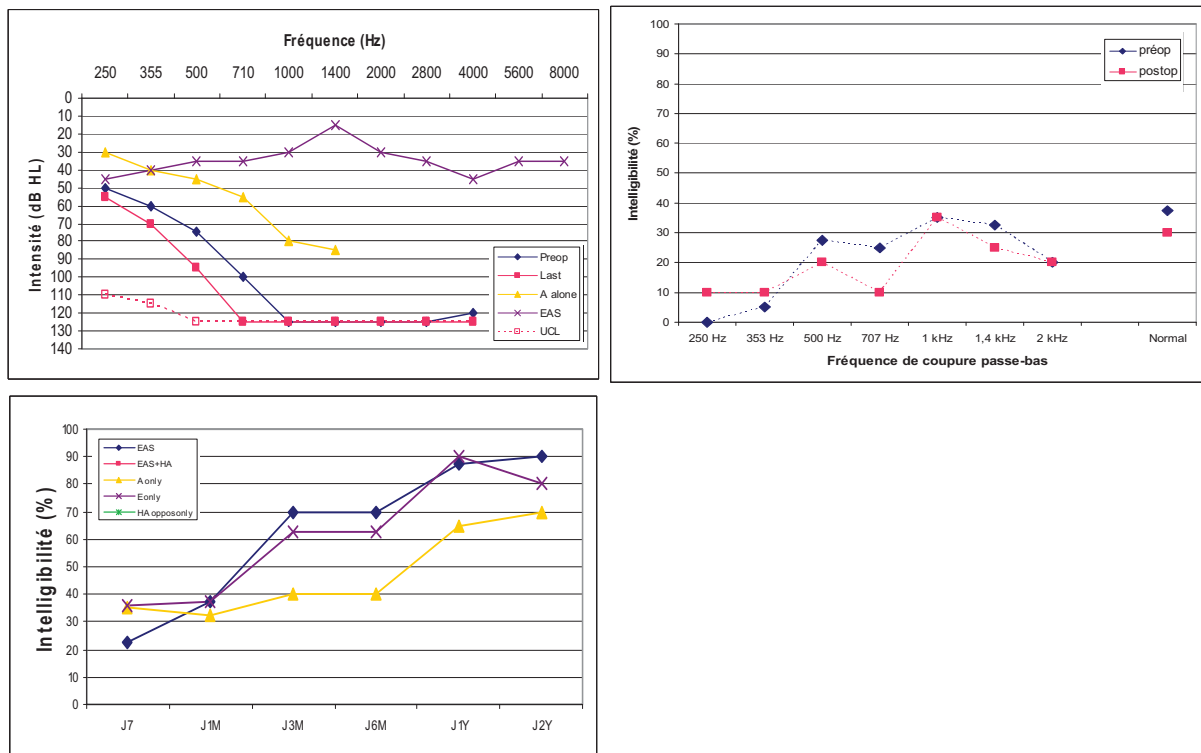 Fréquence (Hz)
250 355 500 710 1000 1400 2000 2800 4000 5600 8000
0
10
20
30
40
50
60
70
80
90
100
110
120
130
140
Intensité (dB HL)
Preop
Last
A alone
EAS
UCL
100
90
80
70
60
50
40
30
20
10
0
Intelligibilité (%)
préop
postop
250 Hz 353 Hz 500 Hz 707 Hz 1 kHz 1,4 kHz 2 kHz Normal
Fréquence de coupure passe-bas
100
90
80
70
60
50
40
30
20
10
0
Intelligibilité (%)
EAS
EAS+HA
A only
E only
HA oppos only
J7 J1M J3M J6M J1Y J2Y